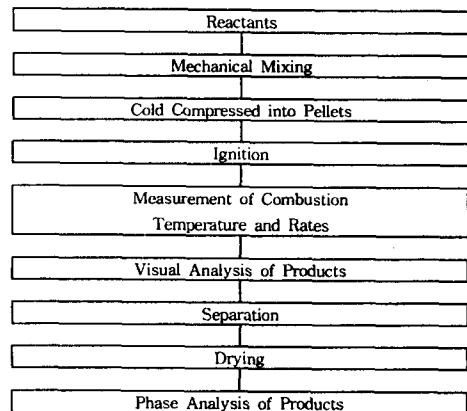 Reactants
Mechanical Mixing
Cold Compressed into Pellets
Ignition
Measurement of Combustion
Temperature and Rates
Visual Analysis of Products
Separation
Drying
Phase Analysis of Products